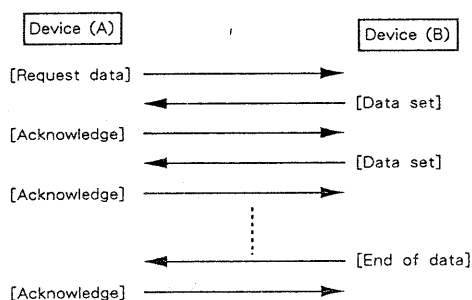 Device (A)
Device (B)
[Request data]
[Data set]
[Acknowledge]
[Data set]
[Acknowledge]
[End of data]
[Acknowledge]